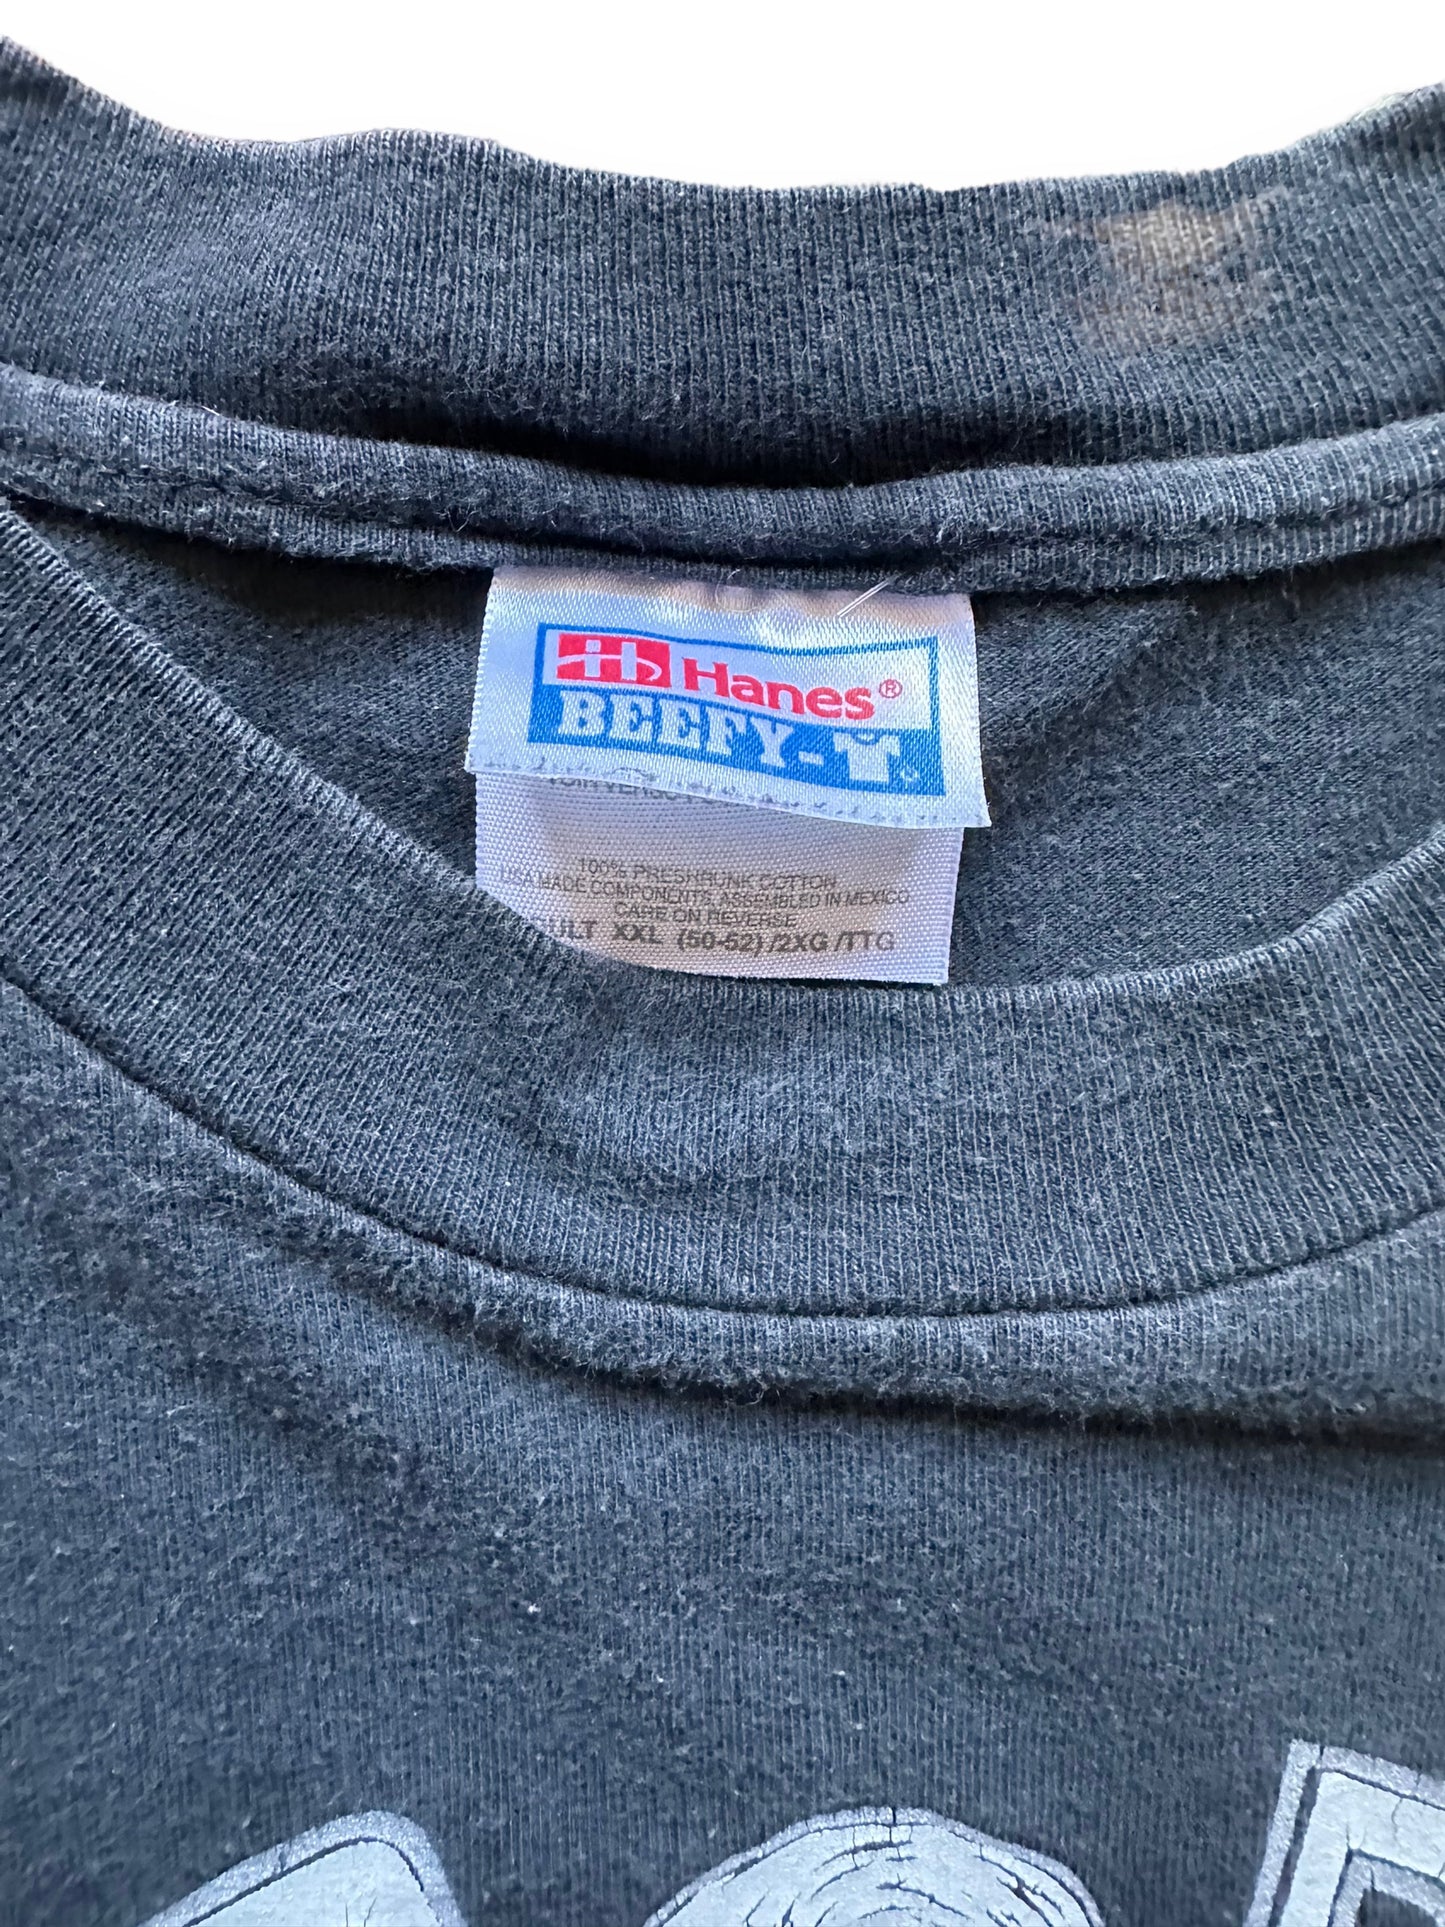 Hanes®
BEEFY-T
100% PRESHRUNK COTTON
USA MADE COMPONENTS, ASSEMBLED IN MEXICO
CARE ON REVERSE
ULT XXL (50-52) /2XG /TTG